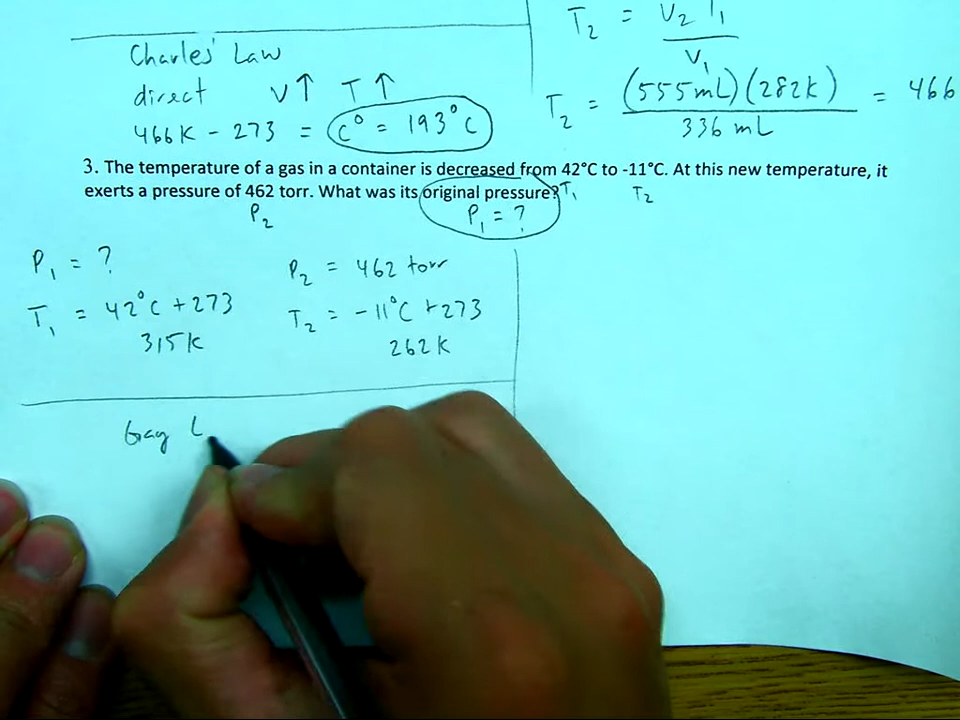 T₂ = V₂ T₁
V₁
Charles' Law
direct V↑ T↑
466K - 273 = C° = 193°C
T₂ = (555mL)(282K) = 466
336 mL
3. The temperature of a gas in a container is decreased from 42°C to -11°C. At this new temperature, it
exerts a pressure of 462 torr. What was its original pressure? T₁ T₂
P₂ P₁ = ?
P₁ = ? P₂ = 462 torr
T₁ = 42°C + 273 T₂ = -11°C + 273
315K 262K
Gay L